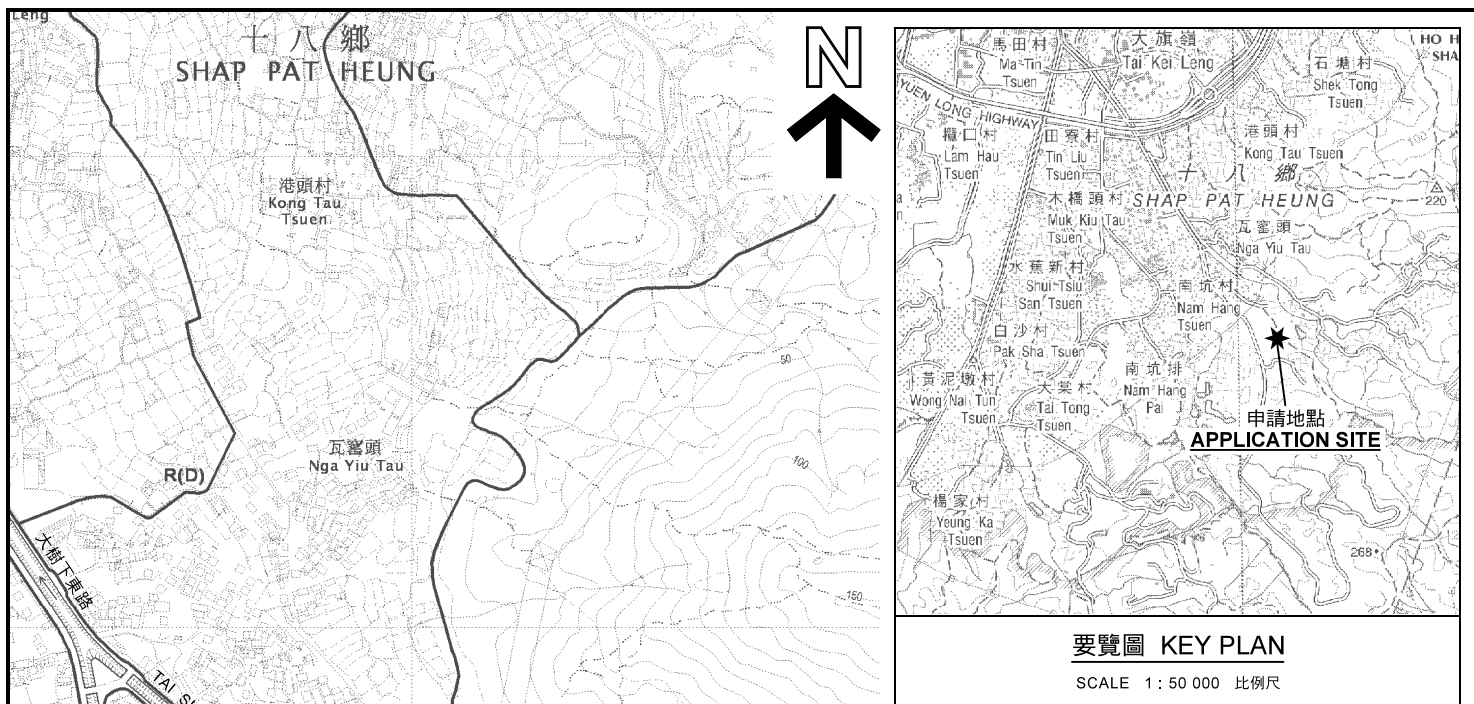 Leng
十八鄉
SHAP PAT HEUNG
港頭村
Kong Tau
Tsuen
50
瓦窰頭
Nga Yiu Tau
100
R(D)
大樹下東路
150
N
馬田村
Ma Tin
Tsuen
大旗嶺
Tai Kei Leng
石塘村
Shek Tong
Tsuen
HO H
SHA
YUEN LONG HIGHWAY
欖口村
Lam Hau
Tsuen
田寮村
Tin Liu
Tsuen
港頭村
Kong Tau Tsuen
十八鄉
SHAP PAT HEUNG
220
木橋頭村
Muk Kiu Tau
Tsuen
瓦窰頭
Nga Yiu Tau
水蕉新村
Shui Tsiu
San Tsuen
南坑村
Nam Hang
Tsuen
白沙村
Pak Sha Tsuen
黃泥墩村
Wong Nai Tun
Tsuen
大棠村
Tai Tong
Tsuen
南坑排
Nam Hang
Pai
申請地點
APPLICATION SITE
楊家村
Yeung Ka
Tsuen
268
要覽圖 KEY PLAN
SCALE 1 : 50 000 比例尺